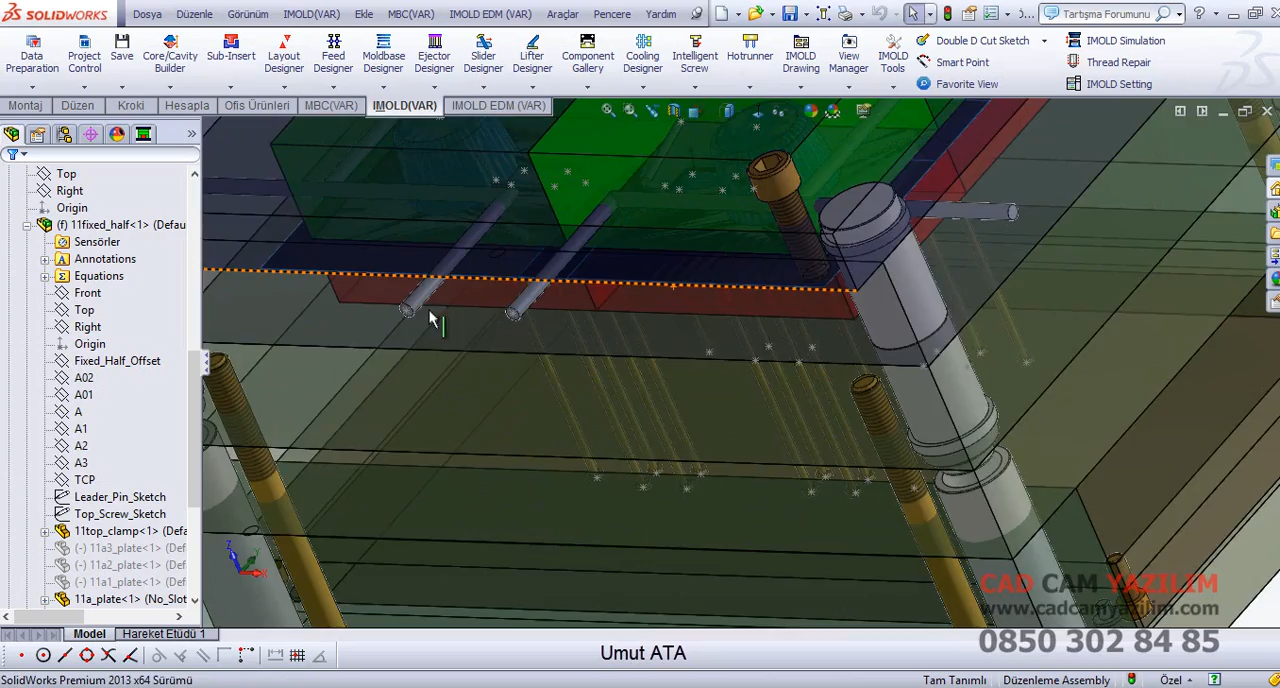 SOLIDWORKS Dosya Düzenle Görünüm IMOLD(VAR) Ekle MBC(VAR) IMOLD EDM (VAR) Araçlar Pencere Yardım J... Tartışma Forumunu
Data Preparation Project Control Save Core/Cavity Builder Sub-Insert Layout Designer Feed Designer Moldbase Designer Ejector Designer Slider Designer Lifter Designer Component Gallery Cooling Designer Intelligent Screw Hotrunner IMOLD Drawing View Manager IMOLD Tools
Double D Cut Sketch IMOLD Simulation
Smart Point Thread Repair
Favorite View IMOLD Setting
Montaj Düzen Kroki Hesapla Ofis Ürünleri MBC(VAR) IMOLD(VAR) IMOLD EDM (VAR)
Top
Right
Origin
(f) 11fixed_half<1> (Defau
Sensörler
Annotations
Equations
Front
Top
Right
Origin
Fixed_Half_Offset
A02
A01
A
A1
A2
A3
TCP
Leader_Pin_Sketch
Top_Screw_Sketch
11top_clamp<1> (Defa
(-) 11a3_plate<1> (Def
(-) 11a2_plate<1> (Def
(-) 11a1_plate<1> (Def
11a_plate<1> (No_Slot
CAD CAM YAZILIM
www.cadcamyazilim.com
0850 302 84 85
Model Hareket Etüdü 1
Umut ATA
SolidWorks Premium 2013 x64 Sürümü Tam Tanımlı Düzenleme Assembly Özel